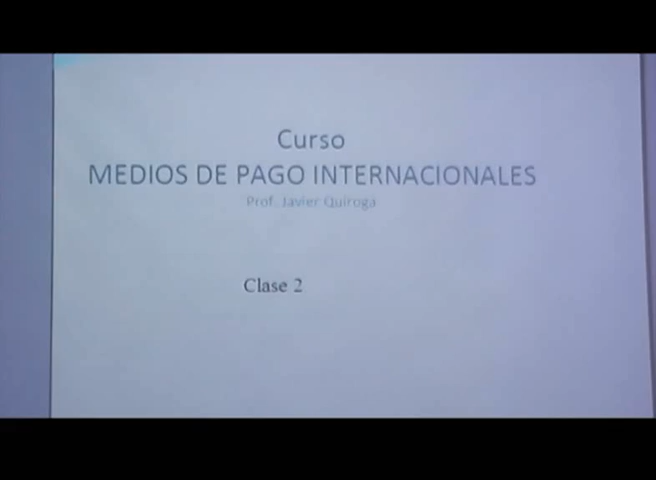 Curso
MEDIOS DE PAGO INTERNACIONALES
Prof. Javier Quiroga
Clase 2